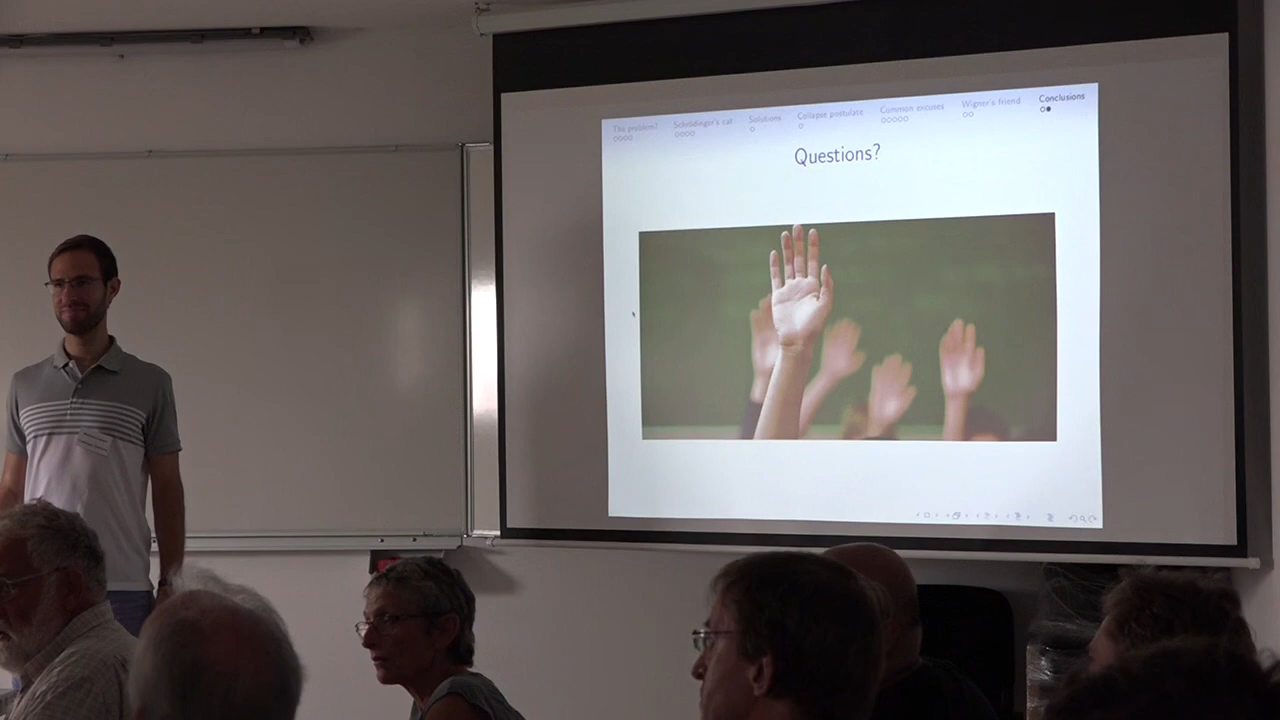 The problem? Schrödinger's cat Solutions Collapse postulate Common excuses Wigner's friend Conclusions
Questions?